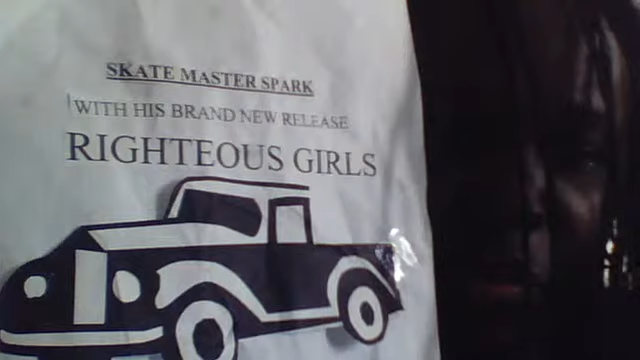 SKATE MASTER SPARK
WITH HIS BRAND NEW RELEASE
RIGHTEOUS GIRLS